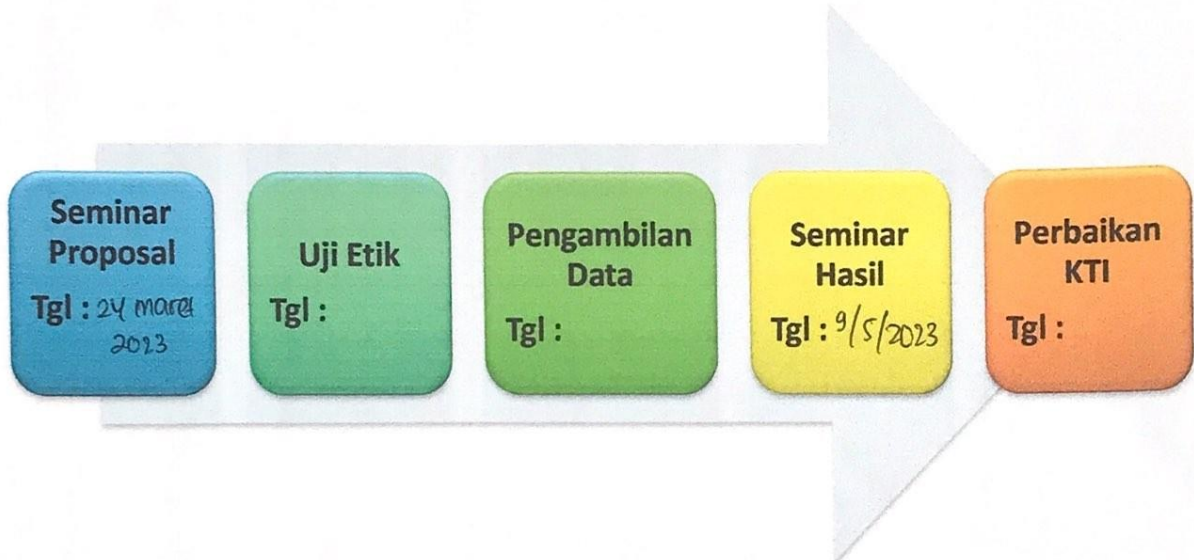 Seminar
Proposal
Tgl : 24 maret
2023
Uji Etik
Tgl :
Pengambilan
Data
Tgl :
Seminar
Hasil
Tgl : 9/5/2023
Perbaikan
KTI
Tgl :